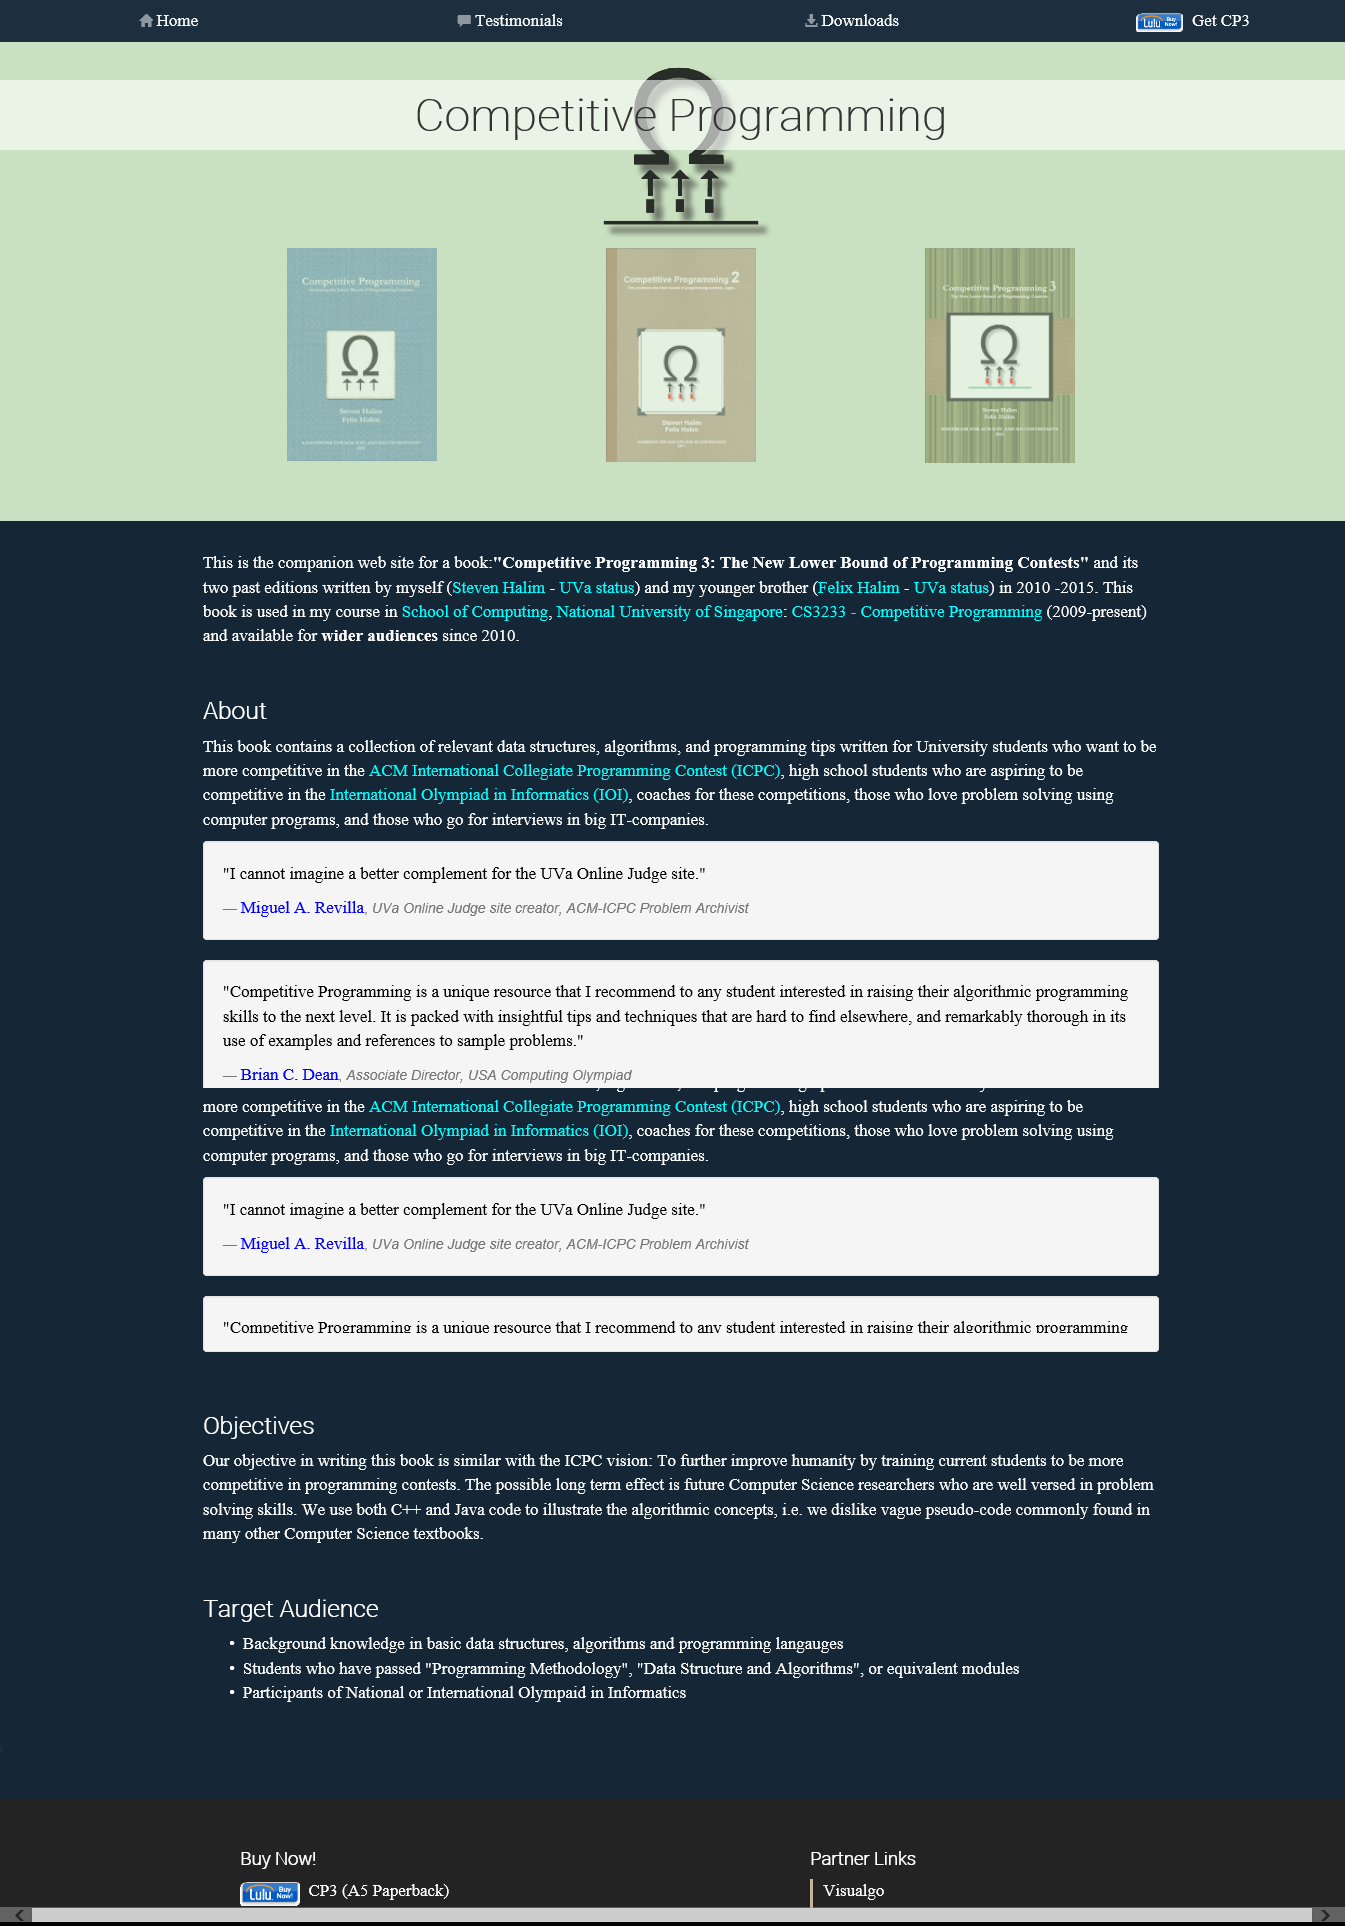 Home
Testimonials
Downloads
Lulu Buy Now! Get CP3
Competitive Programming
Competitive Programming
Steven Halim
Felix Halim
Competitive Programming 2
Steven Halim
Felix Halim
Competitive Programming 3
Steven Halim
Felix Halim
This is the companion web site for a book:"Competitive Programming 3: The New Lower Bound of Programming Contests" and its
two past editions written by myself (Steven Halim - UVa status) and my younger brother (Felix Halim - UVa status) in 2010 -2015. This
book is used in my course in School of Computing, National University of Singapore: CS3233 - Competitive Programming (2009-present)
and available for wider audiences since 2010.
About
This book contains a collection of relevant data structures, algorithms, and programming tips written for University students who want to be
more competitive in the ACM International Collegiate Programming Contest (ICPC), high school students who are aspiring to be
competitive in the International Olympiad in Informatics (IOI), coaches for these competitions, those who love problem solving using
computer programs, and those who go for interviews in big IT-companies.
"I cannot imagine a better complement for the UVa Online Judge site."
— Miguel A. Revilla, UVa Online Judge site creator, ACM-ICPC Problem Archivist
"Competitive Programming is a unique resource that I recommend to any student interested in raising their algorithmic programming
skills to the next level. It is packed with insightful tips and techniques that are hard to find elsewhere, and remarkably thorough in its
use of examples and references to sample problems."
— Brian C. Dean, Associate Director, USA Computing Olympiad
more competitive in the ACM International Collegiate Programming Contest (ICPC), high school students who are aspiring to be
competitive in the International Olympiad in Informatics (IOI), coaches for these competitions, those who love problem solving using
computer programs, and those who go for interviews in big IT-companies.
"I cannot imagine a better complement for the UVa Online Judge site."
— Miguel A. Revilla, UVa Online Judge site creator, ACM-ICPC Problem Archivist
"Competitive Programming is a unique resource that I recommend to any student interested in raising their algorithmic programming
Objectives
Our objective in writing this book is similar with the ICPC vision: To further improve humanity by training current students to be more
competitive in programming contests. The possible long term effect is future Computer Science researchers who are well versed in problem
solving skills. We use both C++ and Java code to illustrate the algorithmic concepts, i.e. we dislike vague pseudo-code commonly found in
many other Computer Science textbooks.
Target Audience
• Background knowledge in basic data structures, algorithms and programming langauges
• Students who have passed "Programming Methodology", "Data Structure and Algorithms", or equivalent modules
• Participants of National or International Olympaid in Informatics
Buy Now!
Lulu Buy Now! CP3 (A5 Paperback)
Partner Links
Visualgo